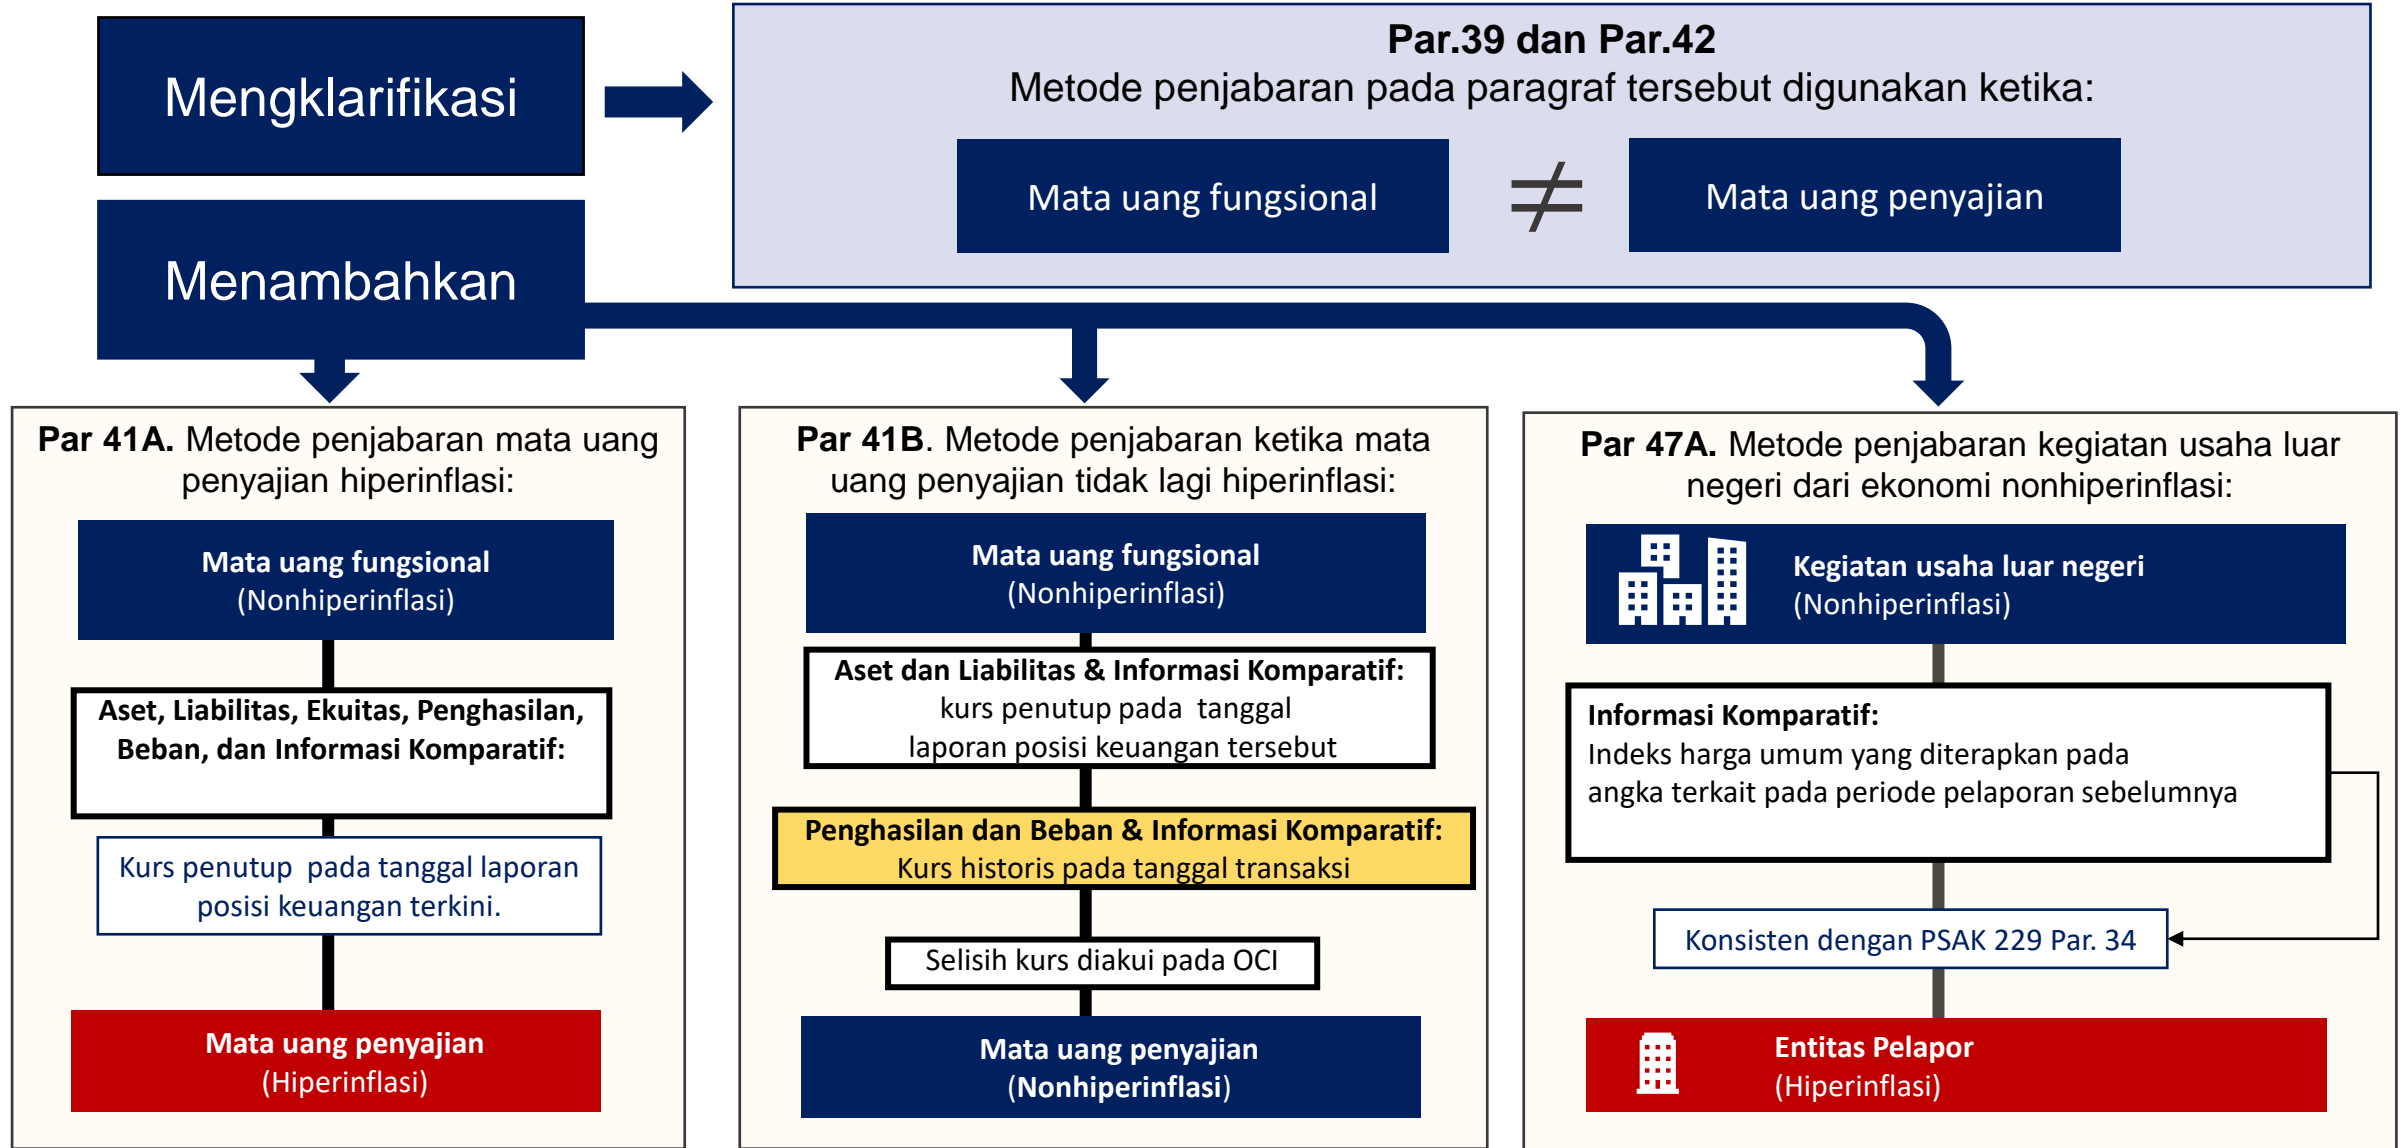 Mengklarifikasi
Par.39 dan Par.42
Metode penjabaran pada paragraf tersebut digunakan ketika:
Mata uang fungsional
≠
Mata uang penyajian
Menambahkan
Par 41A. Metode penjabaran mata uang
penyajian hiperinflasi:
Mata uang fungsional
(Nonhiperinflasi)
Aset, Liabilitas, Ekuitas, Penghasilan,
Beban, dan Informasi Komparatif:
Kurs penutup pada tanggal laporan
posisi keuangan terkini.
Mata uang penyajian
(Hiperinflasi)
Par 41B. Metode penjabaran ketika mata
uang penyajian tidak lagi hiperinflasi:
Mata uang fungsional
(Nonhiperinflasi)
Aset dan Liabilitas & Informasi Komparatif:
kurs penutup pada tanggal
laporan posisi keuangan tersebut
Penghasilan dan Beban & Informasi Komparatif:
Kurs historis pada tanggal transaksi
Selisih kurs diakui pada OCI
Mata uang penyajian
(Nonhiperinflasi)
Par 47A. Metode penjabaran kegiatan usaha luar
negeri dari ekonomi nonhiperinflasi:
Kegiatan usaha luar negeri
(Nonhiperinflasi)
Informasi Komparatif:
Indeks harga umum yang diterapkan pada
angka terkait pada periode pelaporan sebelumnya
Konsisten dengan PSAK 229 Par. 34
Entitas Pelapor
(Hiperinflasi)